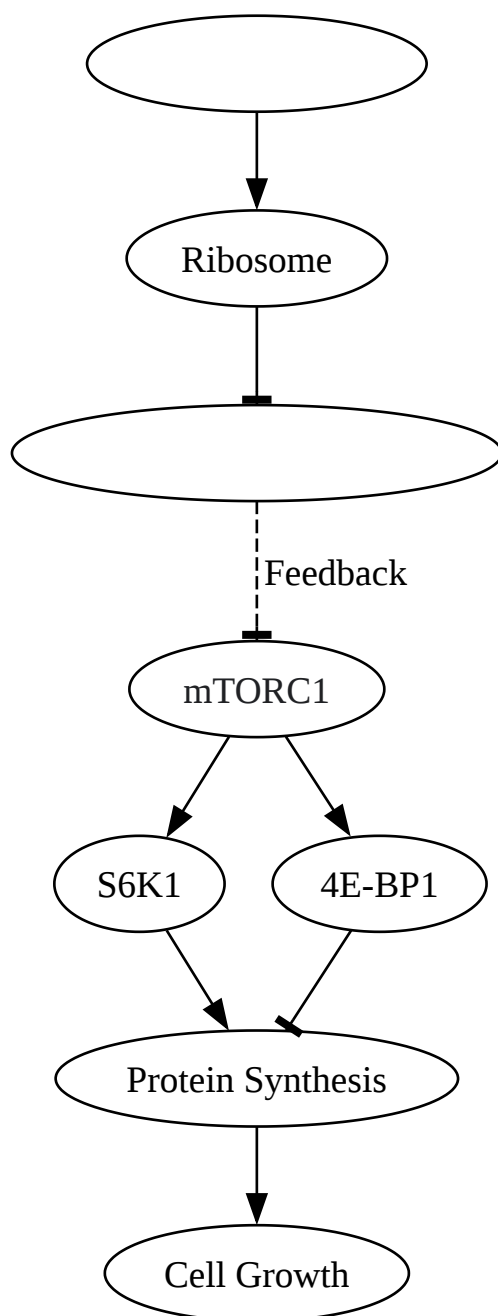 Ribosome
Feedback
mTORC1
S6K1
4E-BP1
Protein Synthesis
Cell Growth